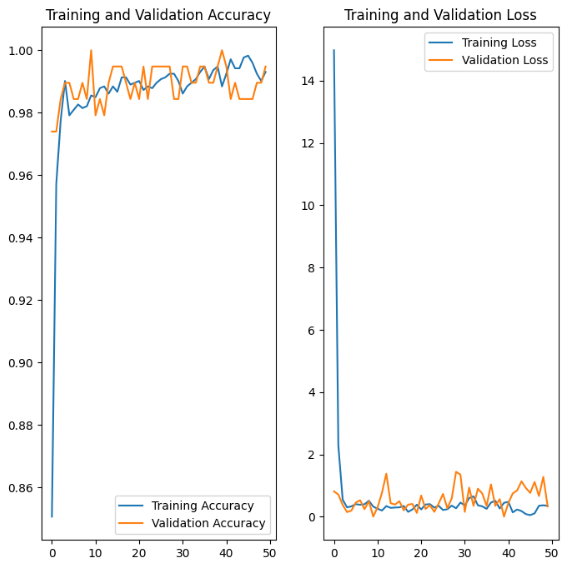 Training and Validation Accuracy
1.00
0.98
0.96
0.94
0.92
0.90
0.88
0.86
Training Accuracy
Validation Accuracy
0 10 20 30 40 50
Training and Validation Loss
Training Loss
Validation Loss
14
12
10
8
6
4
2
0
0 10 20 30 40 50